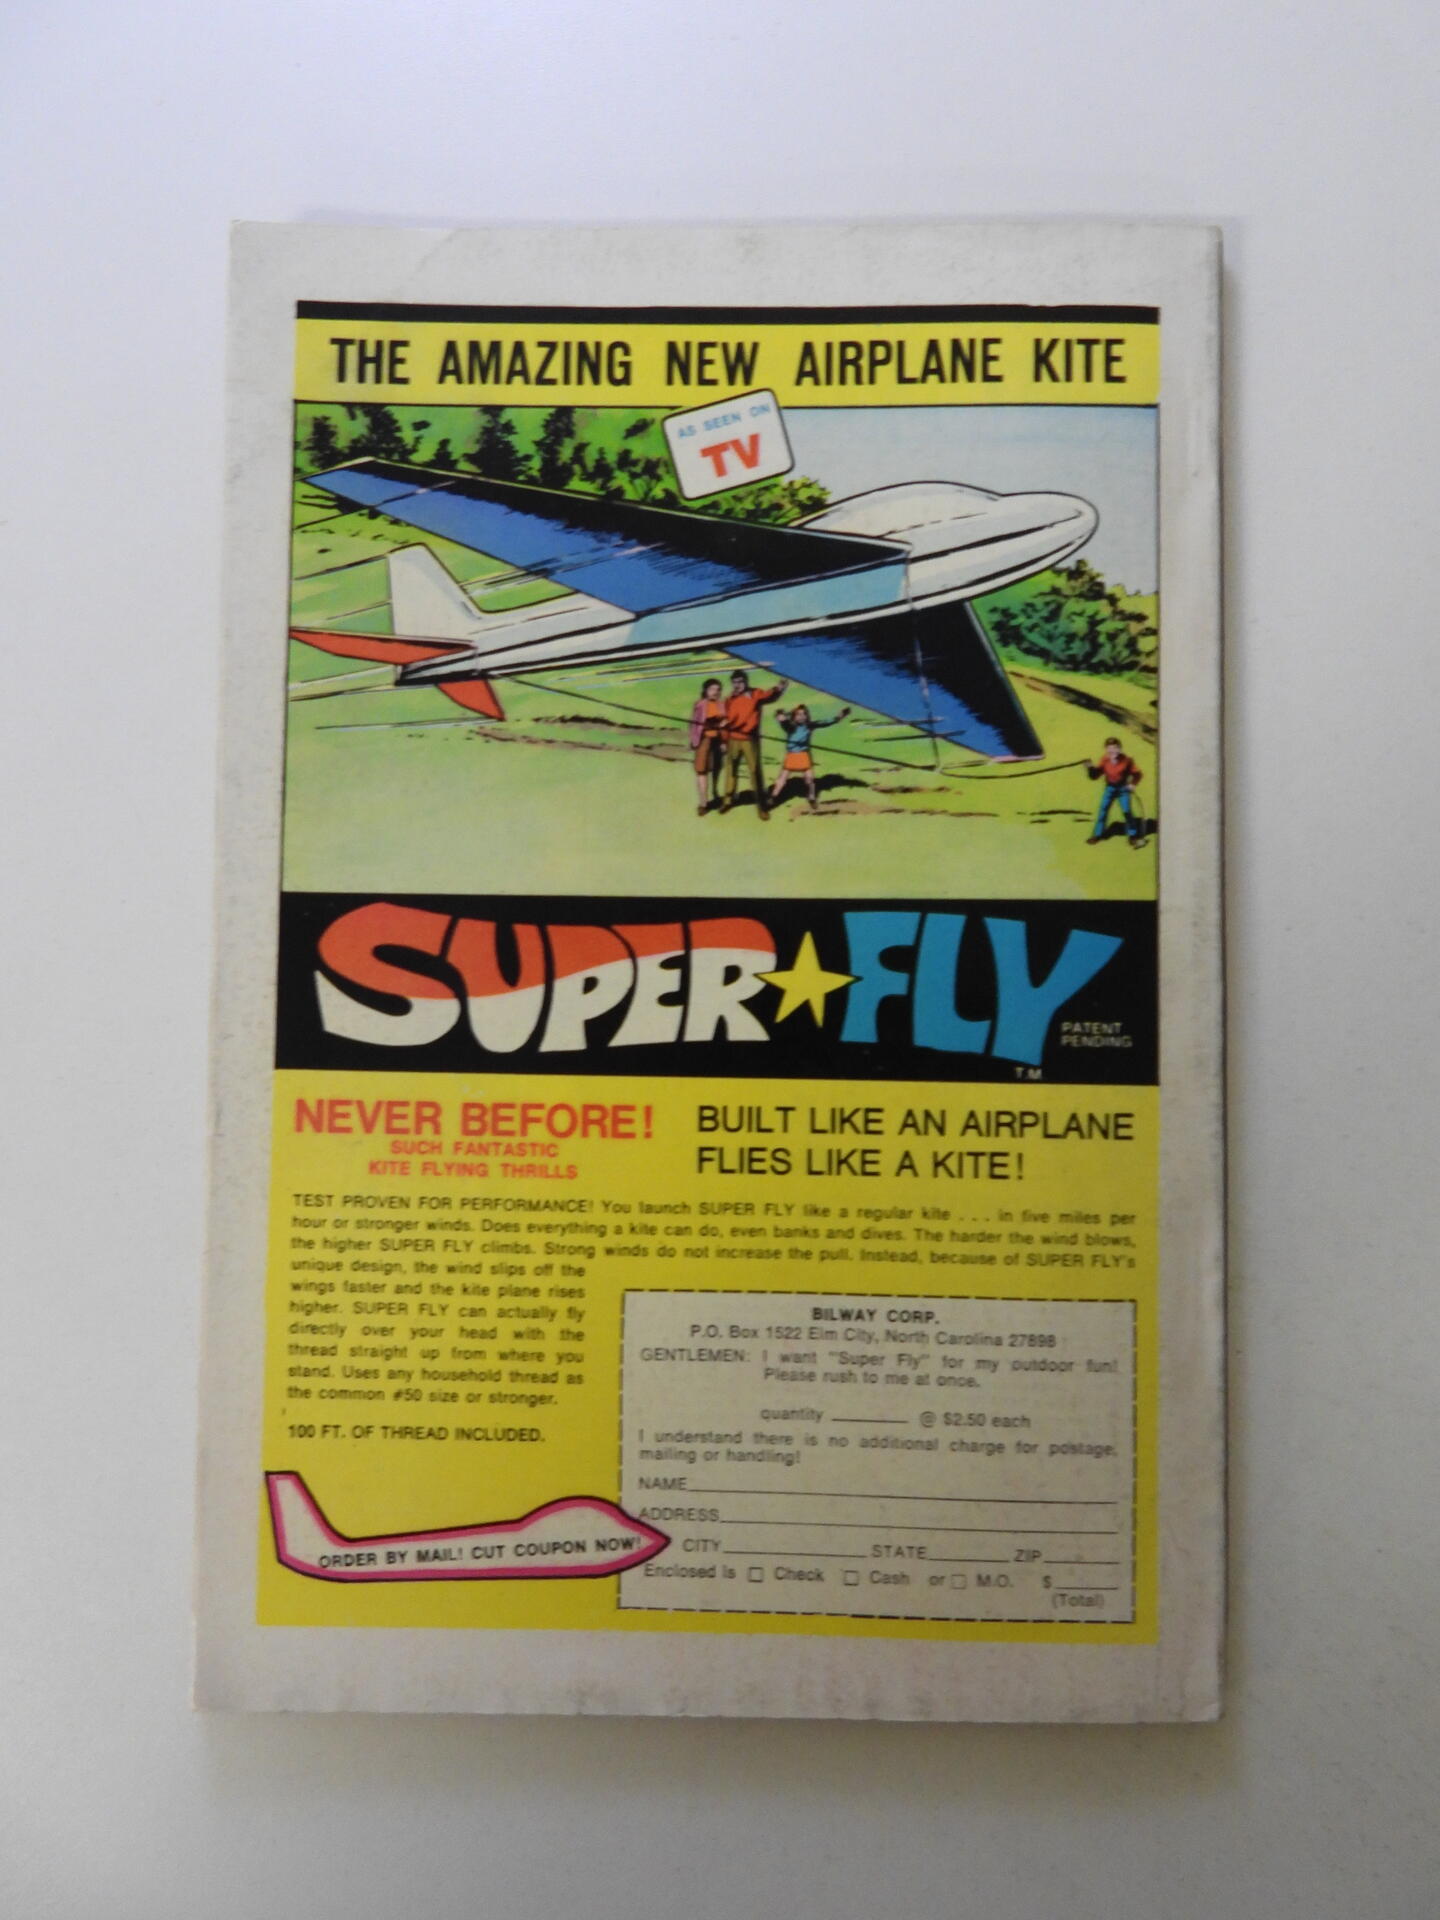 THE AMAZING NEW AIRPLANE KITE
AS SEEN ON
TV
SUPER★FLY
PATENT
PENDING
T.M
NEVER BEFORE!
SUCH FANTASTIC
KITE FLYING THRILLS
BUILT LIKE AN AIRPLANE
FLIES LIKE A KITE!
TEST PROVEN FOR PERFORMANCE! You launch SUPER FLY like a regular kite . . . in five miles per
hour or stronger winds. Does everything a kite can do, even banks and dives. The harder the wind blows,
the higher SUPER FLY climbs. Strong winds do not increase the pull. Instead, because of SUPER FLY's
unique design, the wind slips off the
wings faster and the kite plane rises
higher. SUPER FLY can actually fly
directly over your head with the
thread straight up from where you
stand. Uses any household thread as
the common #50 size or stronger.
100 FT. OF THREAD INCLUDED.
ORDER BY MAIL! CUT COUPON NOW!
BILWAY CORP.
P.O. Box 1522 Elm City, North Carolina 27898
GENTLEMEN: I want "Super Fly" for my outdoor fun!
Please rush to me at once.
quantity ________ @ $2.50 each
I understand there is no additional charge for postage,
mailing or handling!
NAME
ADDRESS
CITY STATE ZIP
Enclosed is □ Check □ Cash or □ M.O. $
(Total)